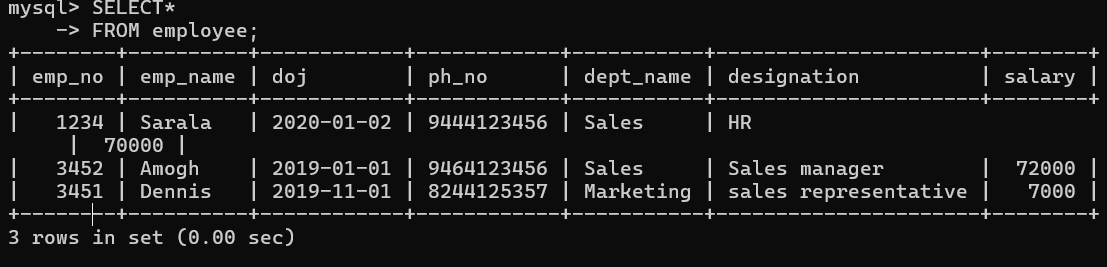 mysql> SELECT*
    -> FROM employee;
+--------+----------+------------+------------+-----------+----------------------+--------+
| emp_no | emp_name | doj        | ph_no      | dept_name | designation          | salary |
+--------+----------+------------+------------+-----------+----------------------+--------+
|   1234 | Sarala   | 2020-01-02 | 9444123456 | Sales     | HR
     |  70000 |
|   3452 | Amogh    | 2019-01-01 | 9464123456 | Sales     | Sales manager        |  72000 |
|   3451 | Dennis   | 2019-11-01 | 8244125357 | Marketing | sales representative |   7000 |
+--------+----------+------------+------------+-----------+----------------------+--------+
3 rows in set (0.00 sec)